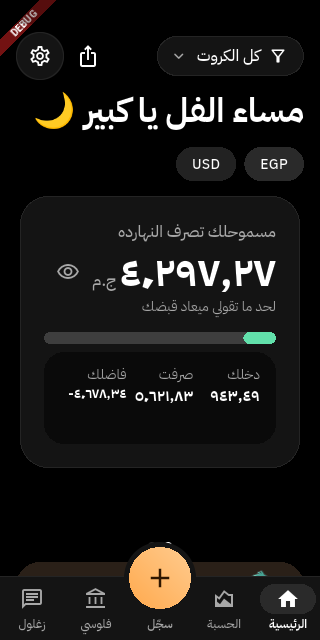 DEBUG
كل الكروت
مساء الفل يا كبير 🌙
EGP
USD
مسموحلك تصرف النهارده
٤,٢٩٧,٢٧ ج.م
لحد ما تقولي ميعاد قبضك
دخلك
صرفت
فاضلك
٩٤٣,٤٩
٥,٦٢١,٨٣
-٤,٦٧٨,٣٤
الرئيسية
الحسبة
سجّل
فلوسي
زغلول